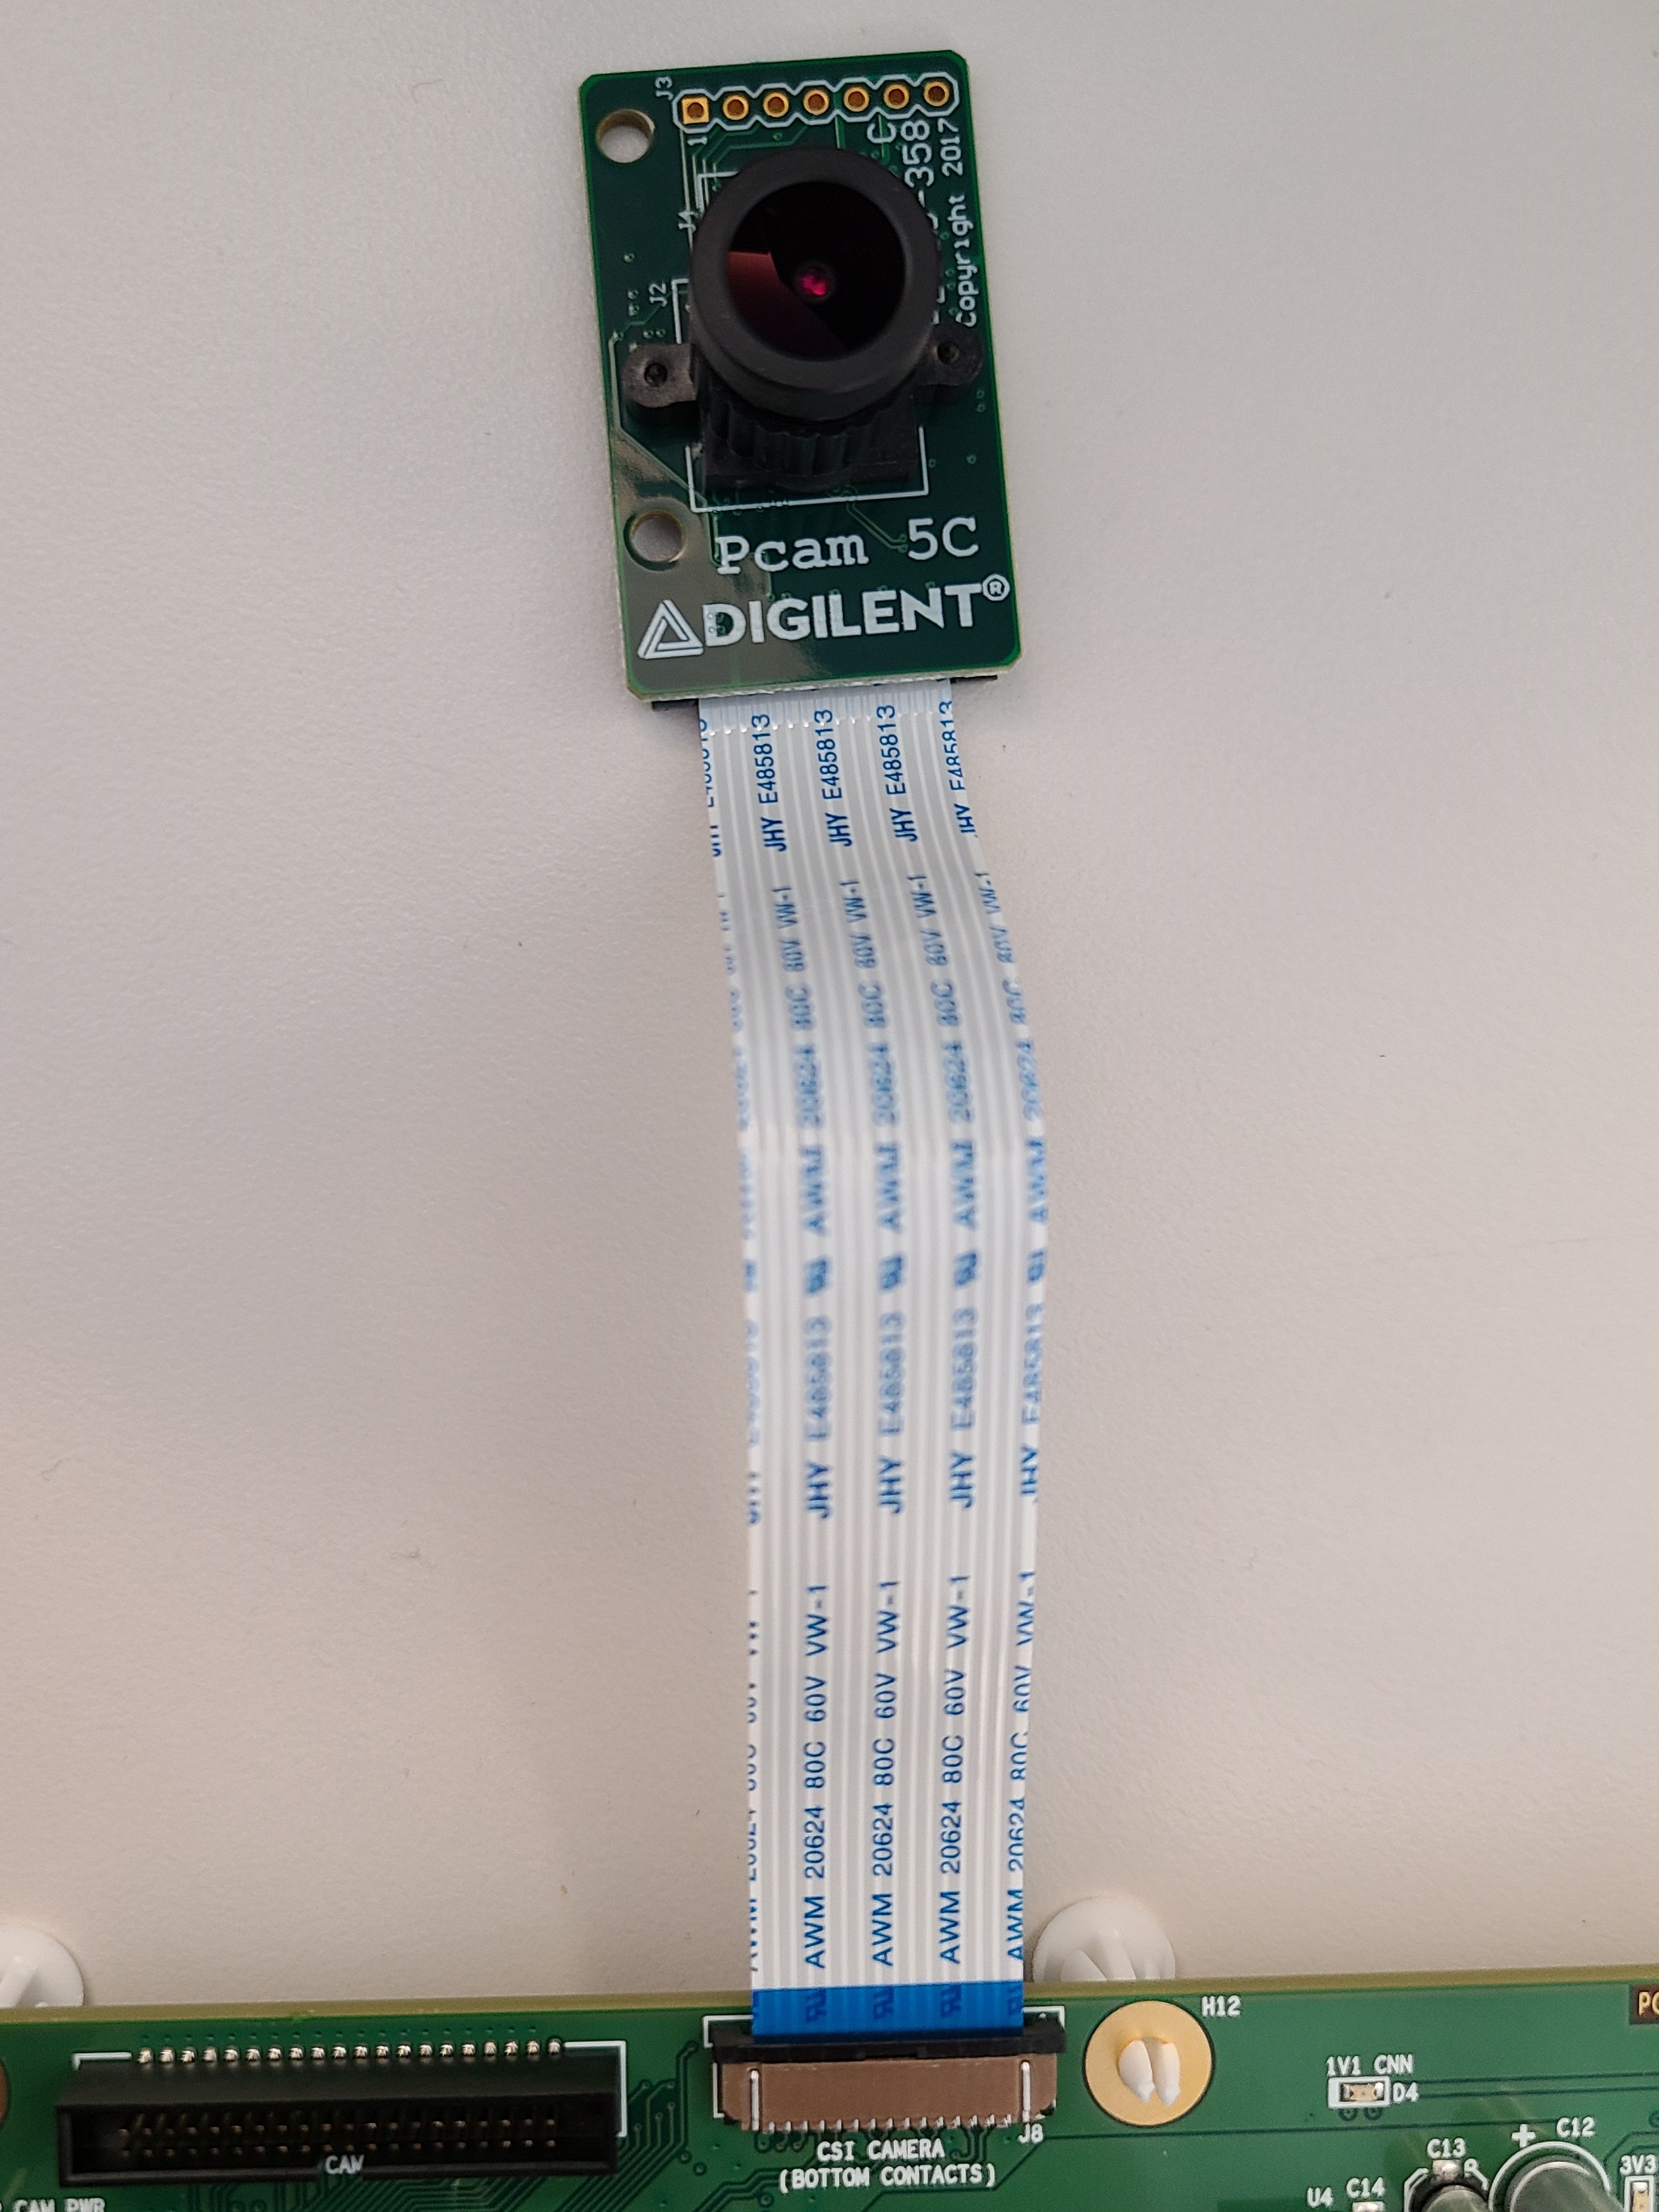 J3
1
C
-358
Copyright 2017
J4
J2
Pcam 5C
DIGILENT®
JHY E485813 JHY E485813 JHY E485813 JHY E485813
60V VW-1 60V VW-1 60V VW-1 60V VW-1
AWM 20624 80C AWM 20624 80C AWM 20624 80C AWM 20624 80C
JHY E485813 JHY E485813 JHY E485813 JHY E485813
AWM 20624 80C 60V VW-1
AWM 20624 80C 60V VW-1
AWM 20624 80C 60V VW-1
AWM 20624 80C 60V VW-1
H12
1V1 CNN
D4
J8
CSI CAMERA
(BOTTOM CONTACTS)
CAM
CAM PWR
C12
C13
+
3V3
U4 C14